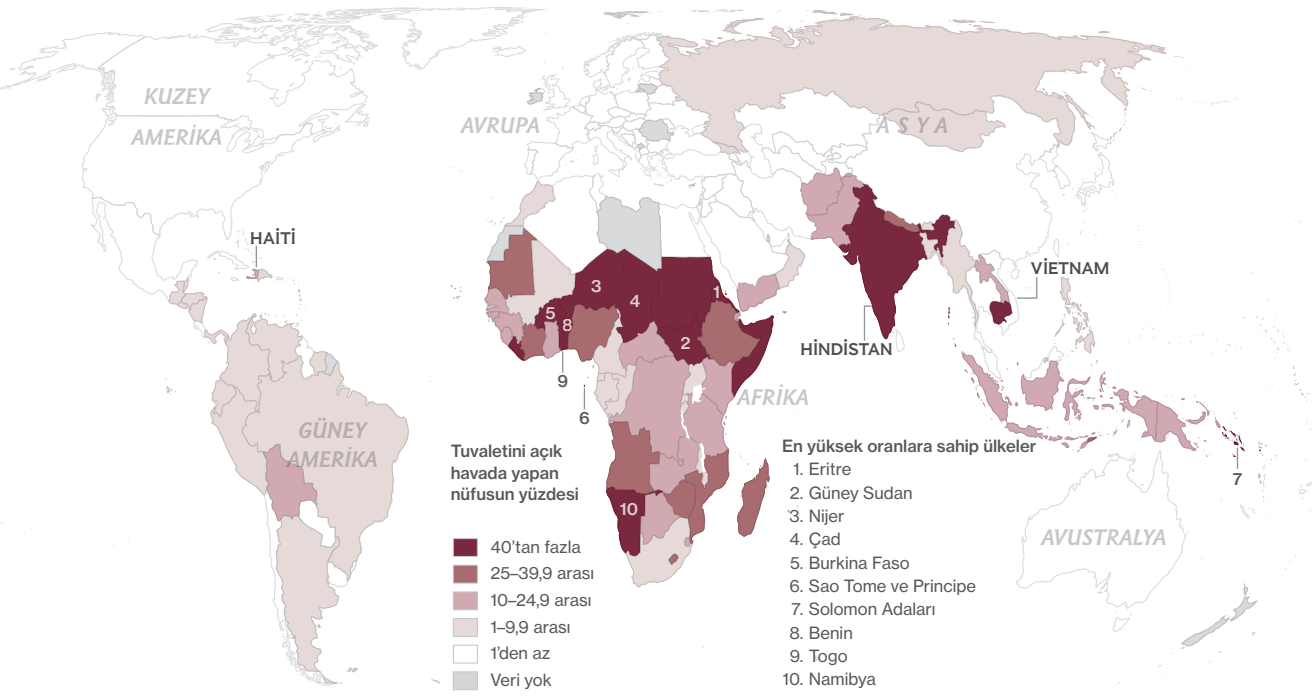 KUZEY
AMERİKA
AVRUPA
ASYA
HAİTİ
VİETNAM
HİNDİSTAN
AFRİKA
GÜNEY
AMERİKA
AVUSTRALYA
1
2
3
4
5
6
7
8
9
10
Tuvaletini açık
havada yapan
nüfusun yüzdesi
40’tan fazla
25–39,9 arası
10–24,9 arası
1–9,9 arası
1’den az
Veri yok
En yüksek oranlara sahip ülkeler
1. Eritre
2. Güney Sudan
3. Nijer
4. Çad
5. Burkina Faso
6. Sao Tome ve Principe
7. Solomon Adaları
8. Benin
9. Togo
10. Namibya